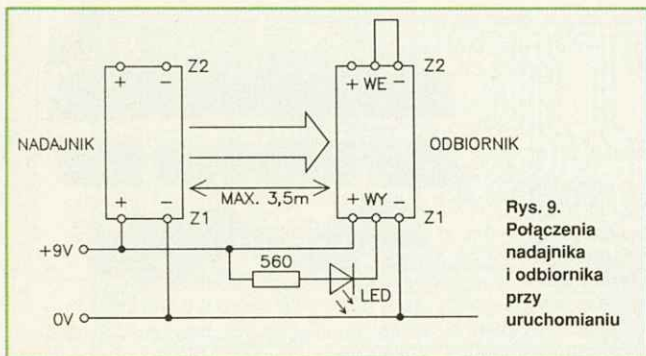 Z2
+ −
NADAJNIK
MAX. 3,5m
+ −
Z1
+ WE −
Z2
ODBIORNIK
+ WY −
Z1
+9V
560
LED
0V
Rys. 9.
Połączenia
nadajnika
i odbiornika
przy
uruchomianiu